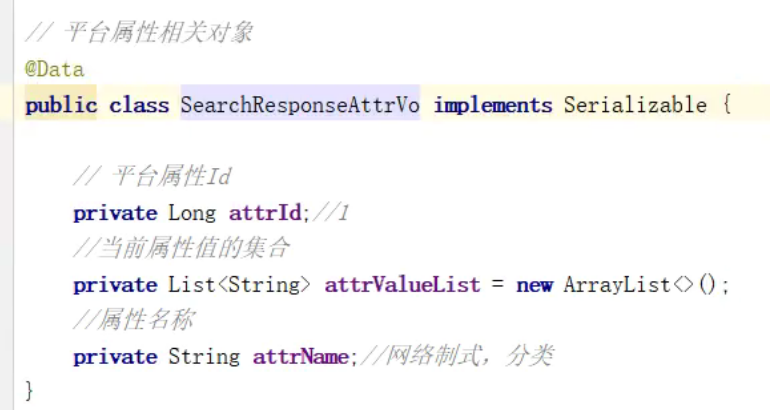 // 平台属性相关对象
@Data
public class SearchResponseAttrVo implements Serializable {
// 平台属性Id
private Long attrId;//1
//当前属性值的集合
private List<String> attrValueList = new ArrayList<>();
//属性名称
private String attrName;//网络制式，分类
}